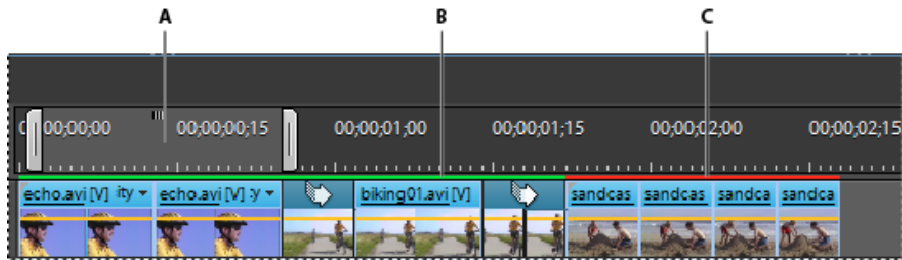 A B C
00;00;00 00;00;00;15 00;00;01;00 00;00;01;15 00;00;02;00 00;00;02;15
echo.avi [V] ity echo.avi [V] :y biking01.avi [V] sandcas sandcas sandca sandca